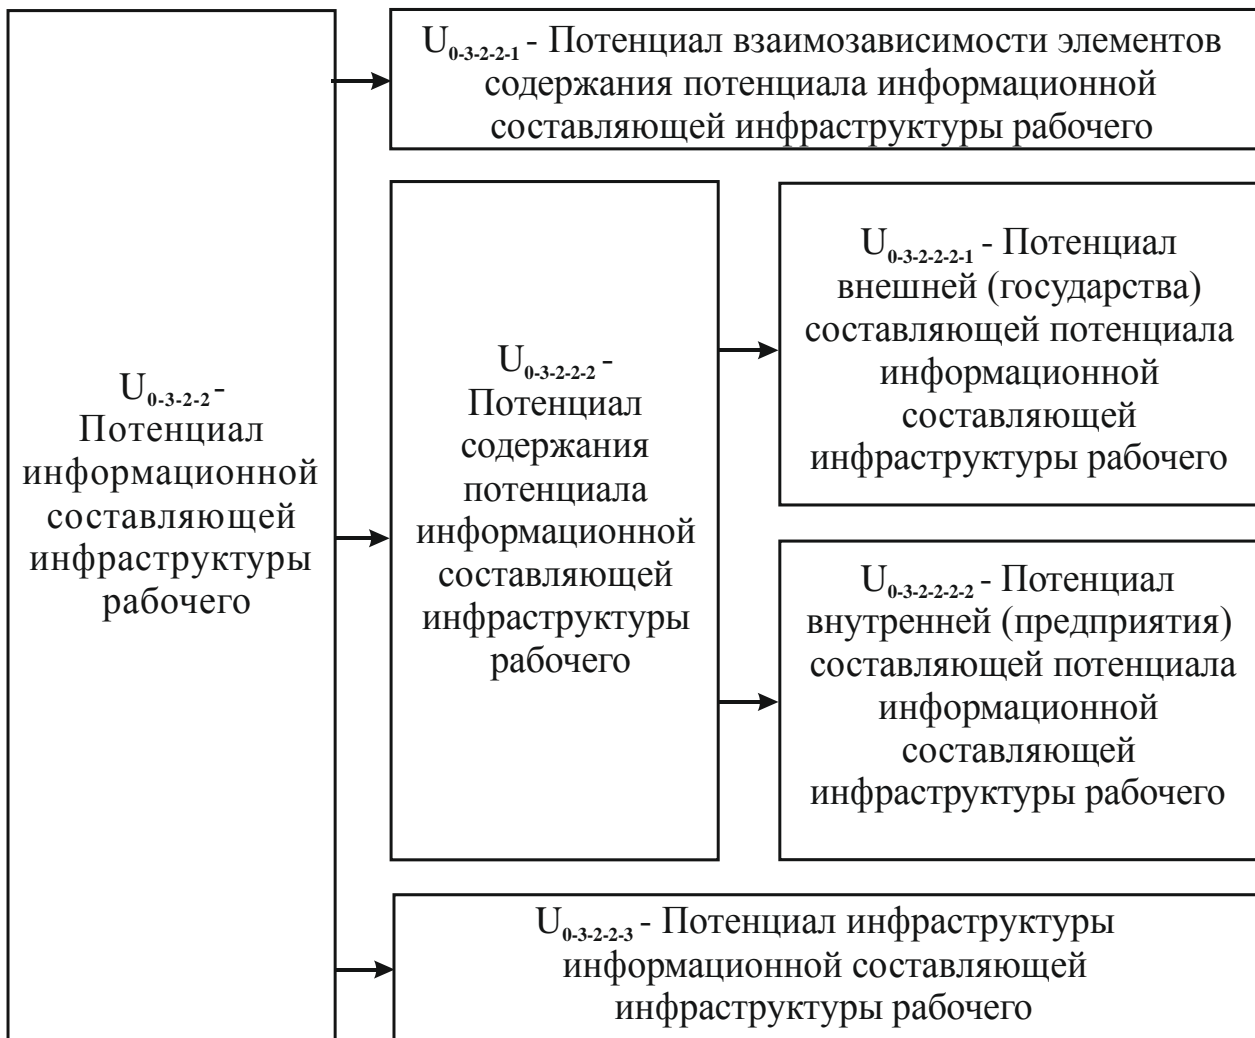 U0-3-2-2 -
Потенциал
информационной
составляющей
инфраструктуры
рабочего
U0-3-2-2-1 - Потенциал взаимозависимости элементов
содержания потенциала информационной
составляющей инфраструктуры рабочего
U0-3-2-2-2 -
Потенциал
содержания
потенциала
информационной
составляющей
инфраструктуры
рабочего
U0-3-2-2-2-1 - Потенциал
внешней (государства)
составляющей потенциала
информационной
составляющей
инфраструктуры рабочего
U0-3-2-2-2-2 - Потенциал
внутренней (предприятия)
составляющей потенциала
информационной
составляющей
инфраструктуры рабочего
U0-3-2-2-3 - Потенциал инфраструктуры
информационной составляющей
инфраструктуры рабочего